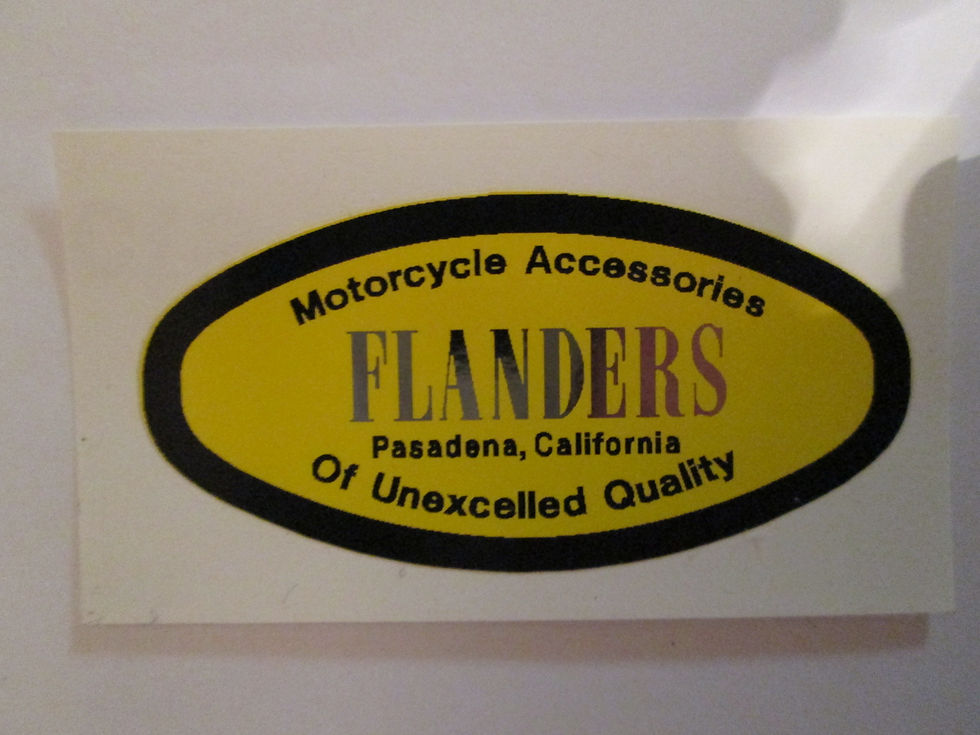 Motorcycle Accessories
FLANDERS
Pasadena, California
Of Unexcelled Quality